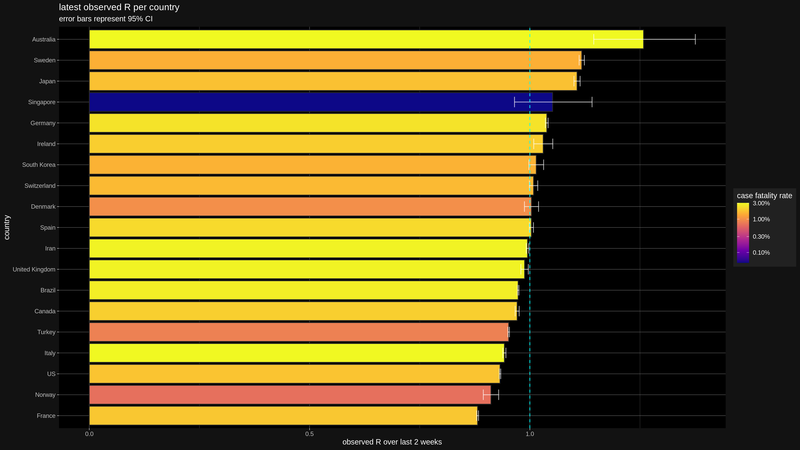 latest observed R per country
error bars represent 95% CI
country
Australia
Sweden
Japan
Singapore
Germany
Ireland
South Korea
Switzerland
Denmark
Spain
Iran
United Kingdom
Brazil
Canada
Turkey
Italy
US
Norway
France
0.0
0.5
1.0
observed R over last 2 weeks
case fatality rate
3.00%
1.00%
0.30%
0.10%